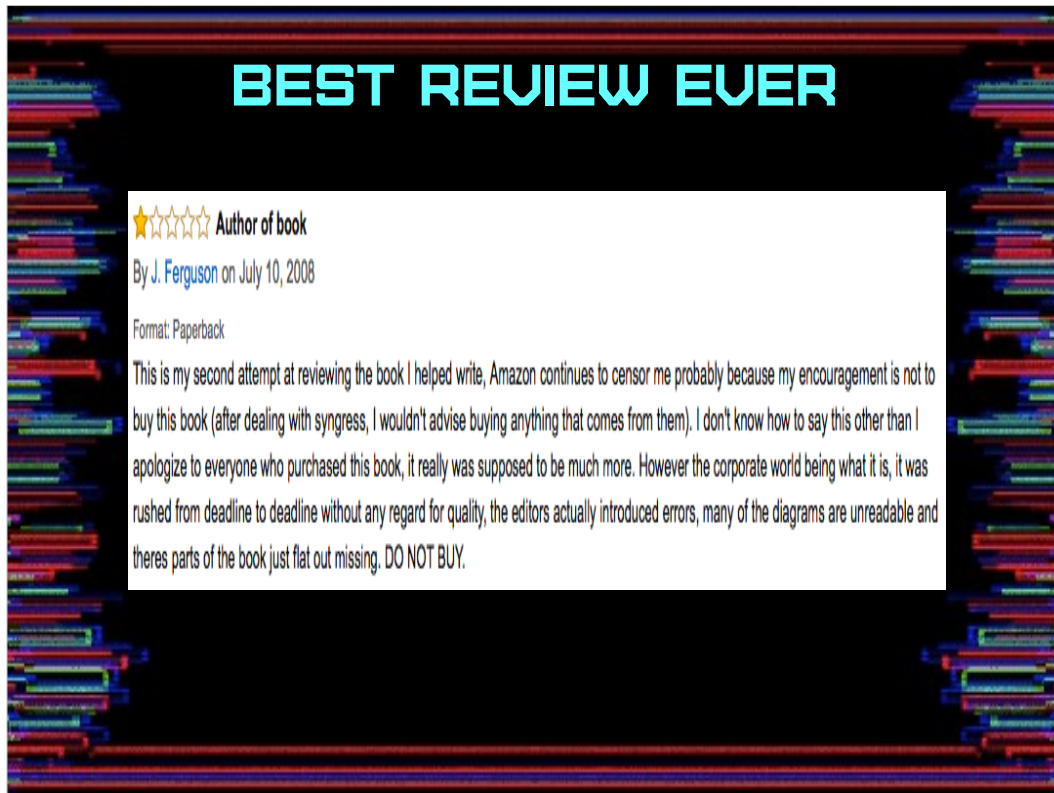 BEST REVIEW EVER
Author of book
By J. Ferguson on July 10, 2008
Format: Paperback
This is my second attempt at reviewing the book I helped write, Amazon continues to censor me probably because my encouragement is not to
buy this book (after dealing with syngress, I wouldn't advise buying anything that comes from them). I don't know how to say this other than I
apologize to everyone who purchased this book, it really was supposed to be much more. However the corporate world being what it is, it was
rushed from deadline to deadline without any regard for quality, the editors actually introduced errors, many of the diagrams are unreadable and
theres parts of the book just flat out missing. DO NOT BUY.